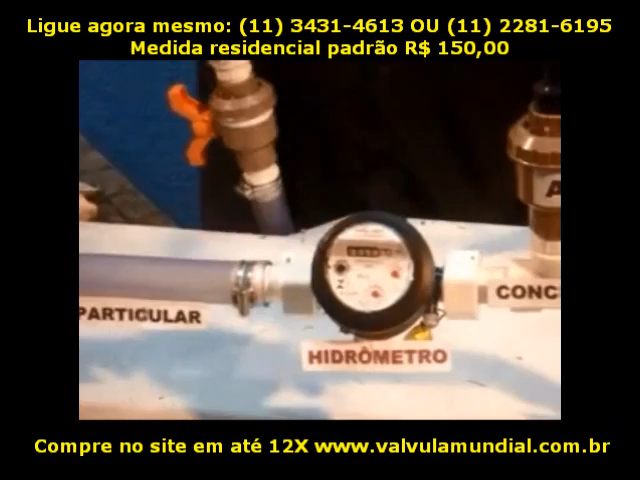 Ligue agora mesmo: (11) 3431-4613 OU (11) 2281-6195
Medida residencial padrão R$ 150,00
PARTICULAR
HIDRÔMETRO
CONC
A
Compre no site em até 12X www.valvulamundial.com.br